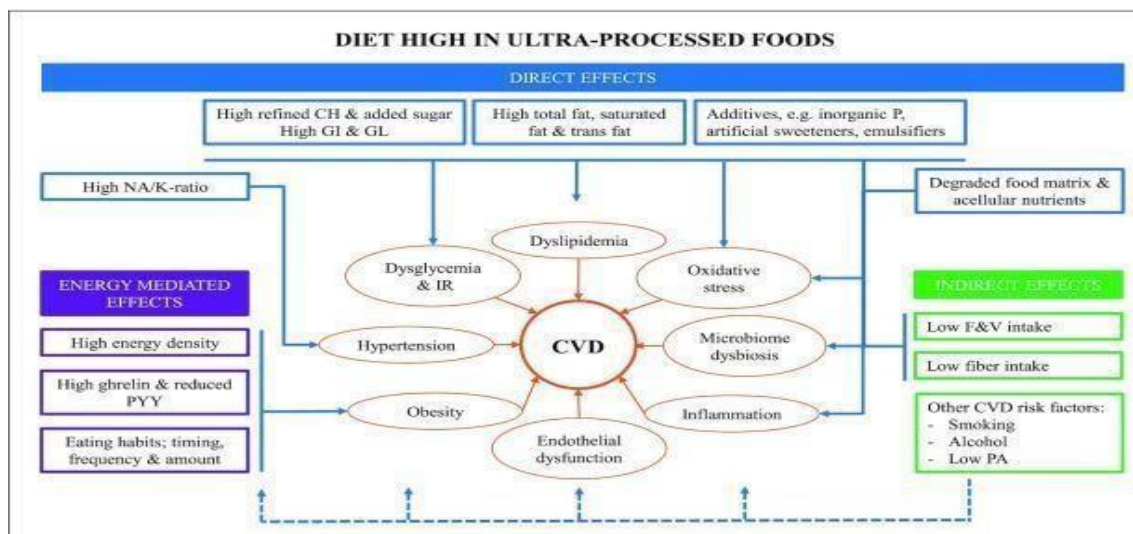 DIET HIGH IN ULTRA-PROCESSED FOODS
DIRECT EFFECTS
High refined CH & added sugar
High GI & GL
High total fat, saturated
fat & trans fat
Additives, e.g. inorganic P,
artificial sweeteners, emulsifiers
High NA/K-ratio
Degraded food matrix &
acellular nutrients
Dyslipidemia
Dysglycemia
& IR
Oxidative
stress
ENERGY MEDIATED
EFFECTS
INDIRECT EFFECTS
High energy density
Hypertension
CVD
Microbiome
dysbiosis
Low F&V intake
Low fiber intake
High ghrelin & reduced
PYY
Obesity
Inflammation
Endothelial
dysfunction
Eating habits; timing,
frequency & amount
Other CVD risk factors:
- Smoking
- Alcohol
- Low PA